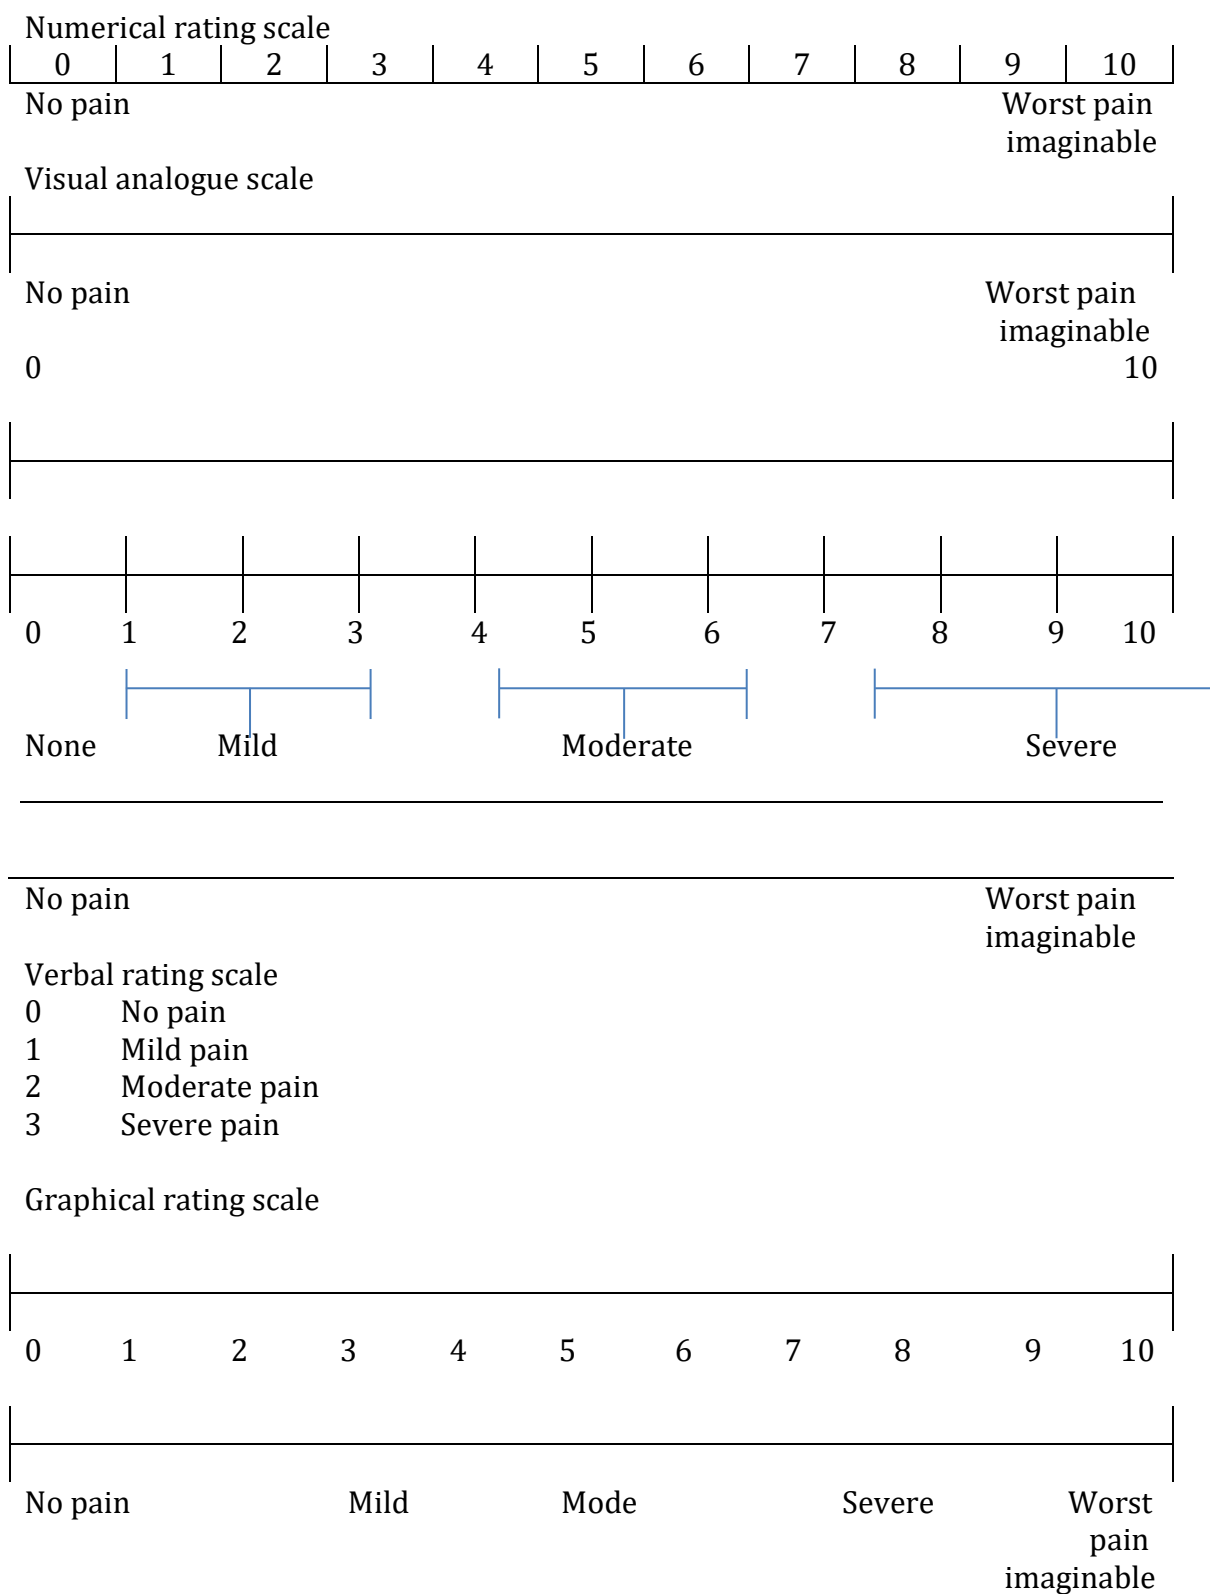 Numerical rating scale
0 1 2 3 4 5 6 7 8 9 10
No pain Worst pain
imaginable
Visual analogue scale
No pain Worst pain
imaginable
0 10
0 1 2 3 4 5 6 7 8 9 10
None Mild Moderate Severe
No pain Worst pain
imaginable
Verbal rating scale
0 No pain
1 Mild pain
2 Moderate pain
3 Severe pain
Graphical rating scale
0 1 2 3 4 5 6 7 8 9 10
No pain Mild Mode Severe Worst
pain
imaginable